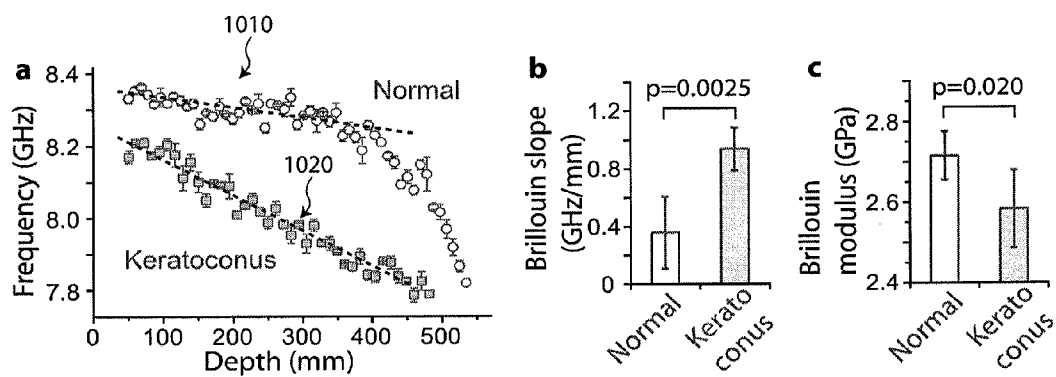 1010
a
8.4
8.2
8.0
7.8
Frequency (GHz)
Normal
1020
Keratoconus
0
100
200
300
400
500
Depth (mm)
b
p=0.0025
1.2
0.8
0.4
0
Brillouin slope
(GHz/mm)
Normal
Kerato
conus
c
p=0.020
2.8
2.6
2.4
Brillouin
modulus (GPa)
Normal
Kerato
conus